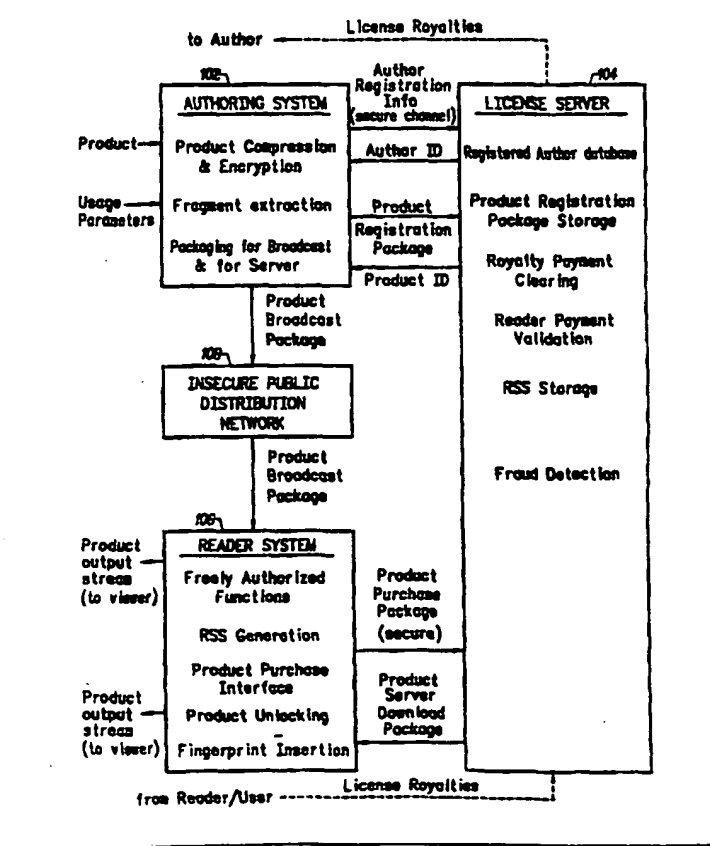 License Royalties
to Author
102
AUTHORING SYSTEM
Product
Product Compression
& Encryption
Usage
Parameters
Fragment extraction
Packaging for Broadcast
& for Server
Author
Registration
Info
(secure channel)
Author ID
Product
Registration
Package
Product ID
104
LICENSE SERVER
Registered Author database
Product Registration
Package Storage
Royalty Payment
Clearing
Reader Payment
Validation
RSS Storage
Fraud Detection
Product
Broadcast
Package
108
INSECURE PUBLIC
DISTRIBUTION
NETWORK
Product
Broadcast
Package
106
READER SYSTEM
Product
output
stream
(to viewer)
Freely Authorized
Functions
RSS Generation
Product Purchase
Interface
Product
output
stream
(to viewer)
Product Unlocking
Fingerprint Insertion
Product
Purchase
Package
(secure)
Product
Server
Download
Package
from Reader/User
License Royalties